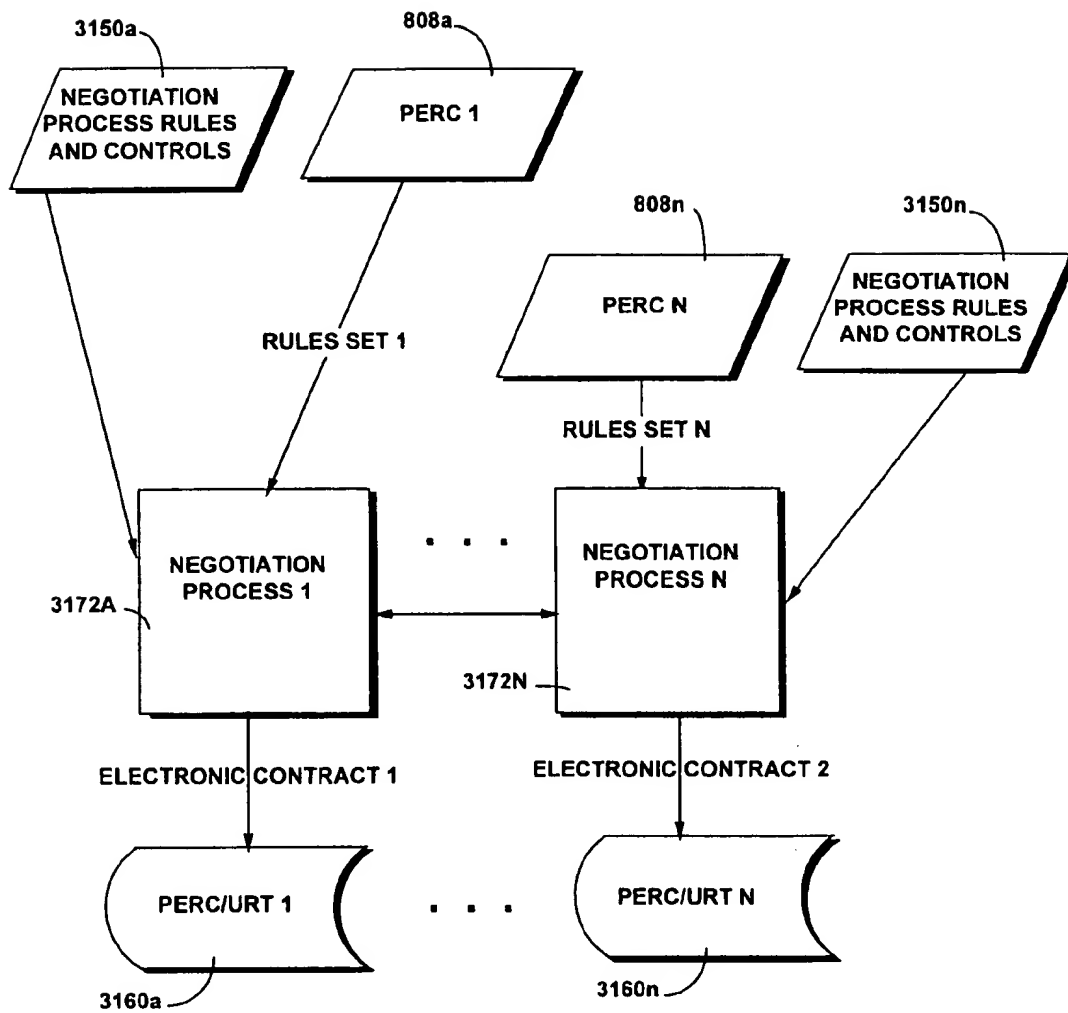 3150a
808a
NEGOTIATION
PROCESS RULES
AND CONTROLS
PERC 1
808n
3150n
PERC N
NEGOTIATION
PROCESS RULES
AND CONTROLS
RULES SET 1
RULES SET N
NEGOTIATION
PROCESS 1
. . .
NEGOTIATION
PROCESS N
3172A
3172N
ELECTRONIC CONTRACT 1
ELECTRONIC CONTRACT 2
PERC/URT 1
. . .
PERC/URT N
3160a
3160n